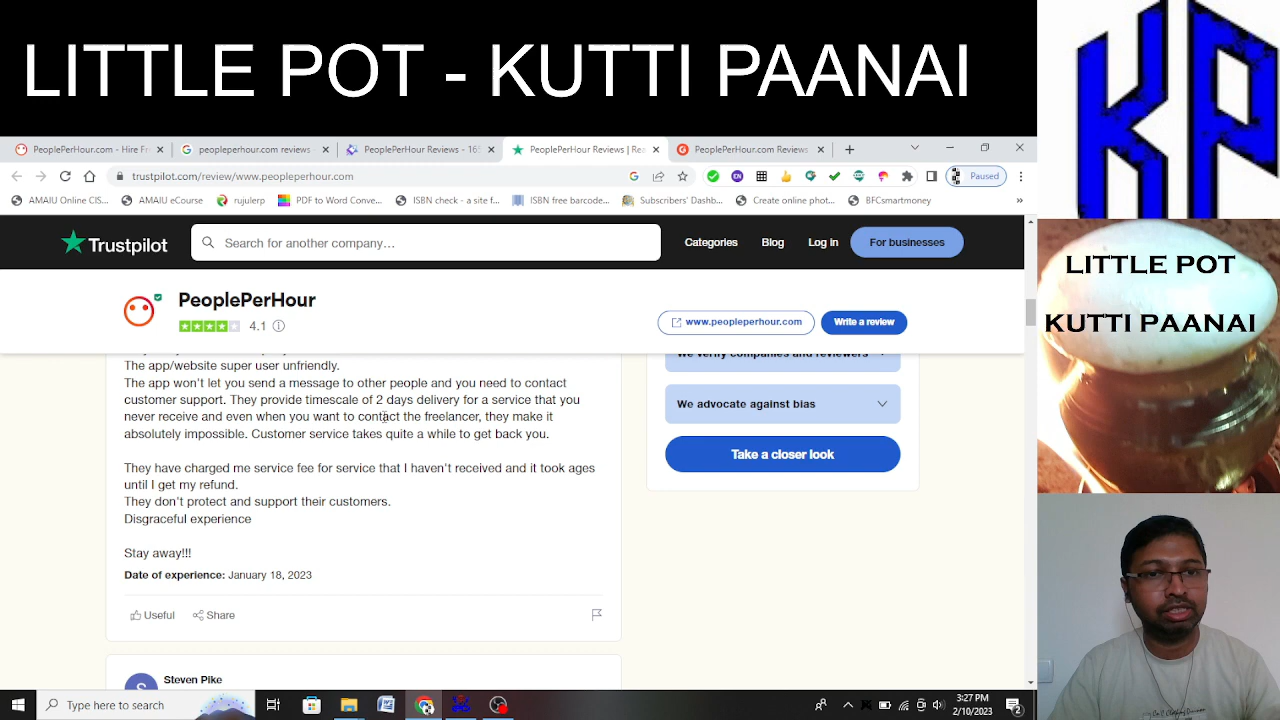 LITTLE POT - KUTTI PAANAI
KP
PeoplePerHour.com - Hire Fr
peopleperhour.com reviews
PeoplePerHour Reviews - 165
PeoplePerHour Reviews | Rea
PeoplePerHour.com Reviews
trustpilot.com/review/www.peopleperhour.com
Paused
AMAIU Online CIS...
AMAIU eCourse
rujulerp
PDF to Word Conve...
ISBN check - a site f...
ISBN free barcode...
Subscribers' Dashb...
Create online phot...
BFCsmartmoney
Trustpilot
Search for another company...
Categories
Blog
Log in
For businesses
LITTLE POT
KUTTI PAANAI
PeoplePerHour
4.1
www.peopleperhour.com
Write a review
We verify companies and reviewers
The app/website super user unfriendly.
The app won't let you send a message to other people and you need to contact
customer support. They provide timescale of 2 days delivery for a service that you
never receive and even when you want to contact the freelancer, they make it
absolutely impossible. Customer service takes quite a while to get back you.
They have charged me service fee for service that I haven't received and it took ages
until I get my refund.
They don't protect and support their customers.
Disgraceful experience
Stay away!!!
Date of experience: January 18, 2023
Useful
Share
We advocate against bias
Take a closer look
S
Steven Pike
Type here to search
3:27 PM
2/10/2023
2